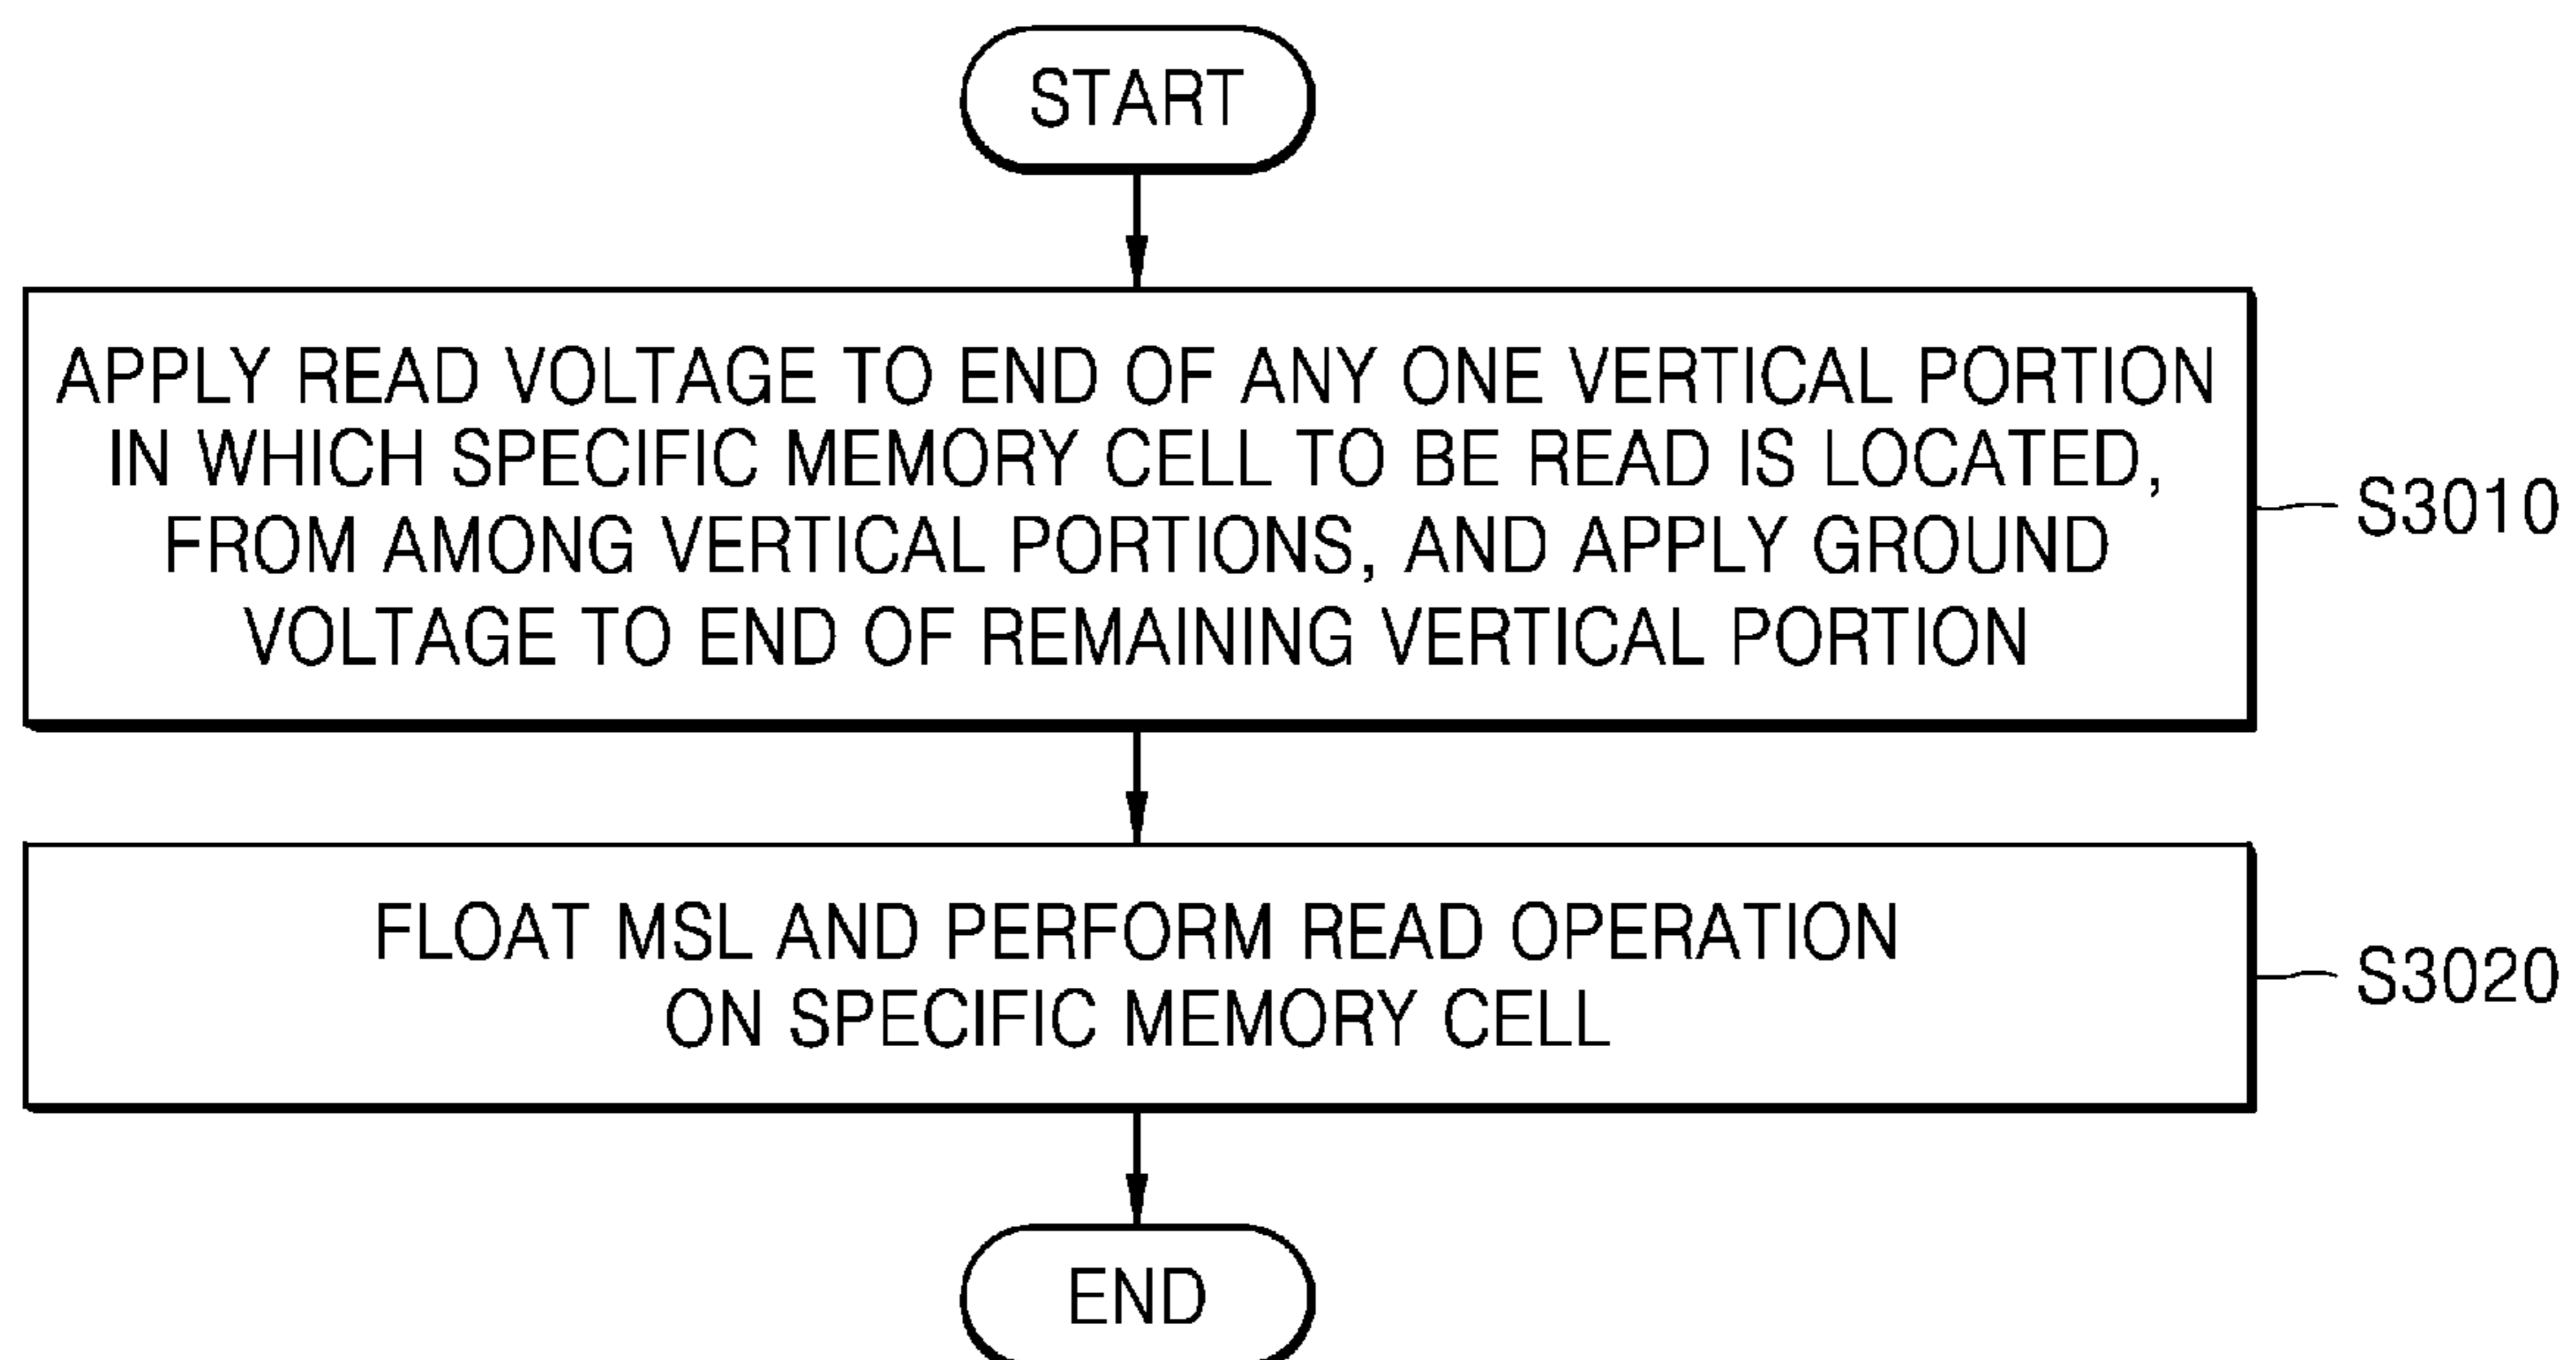 START
APPLY READ VOLTAGE TO END OF ANY ONE VERTICAL PORTION
IN WHICH SPECIFIC MEMORY CELL TO BE READ IS LOCATED,
FROM AMONG VERTICAL PORTIONS, AND APPLY GROUND
VOLTAGE TO END OF REMAINING VERTICAL PORTION
S3010
FLOAT MSL AND PERFORM READ OPERATION
ON SPECIFIC MEMORY CELL
S3020
END